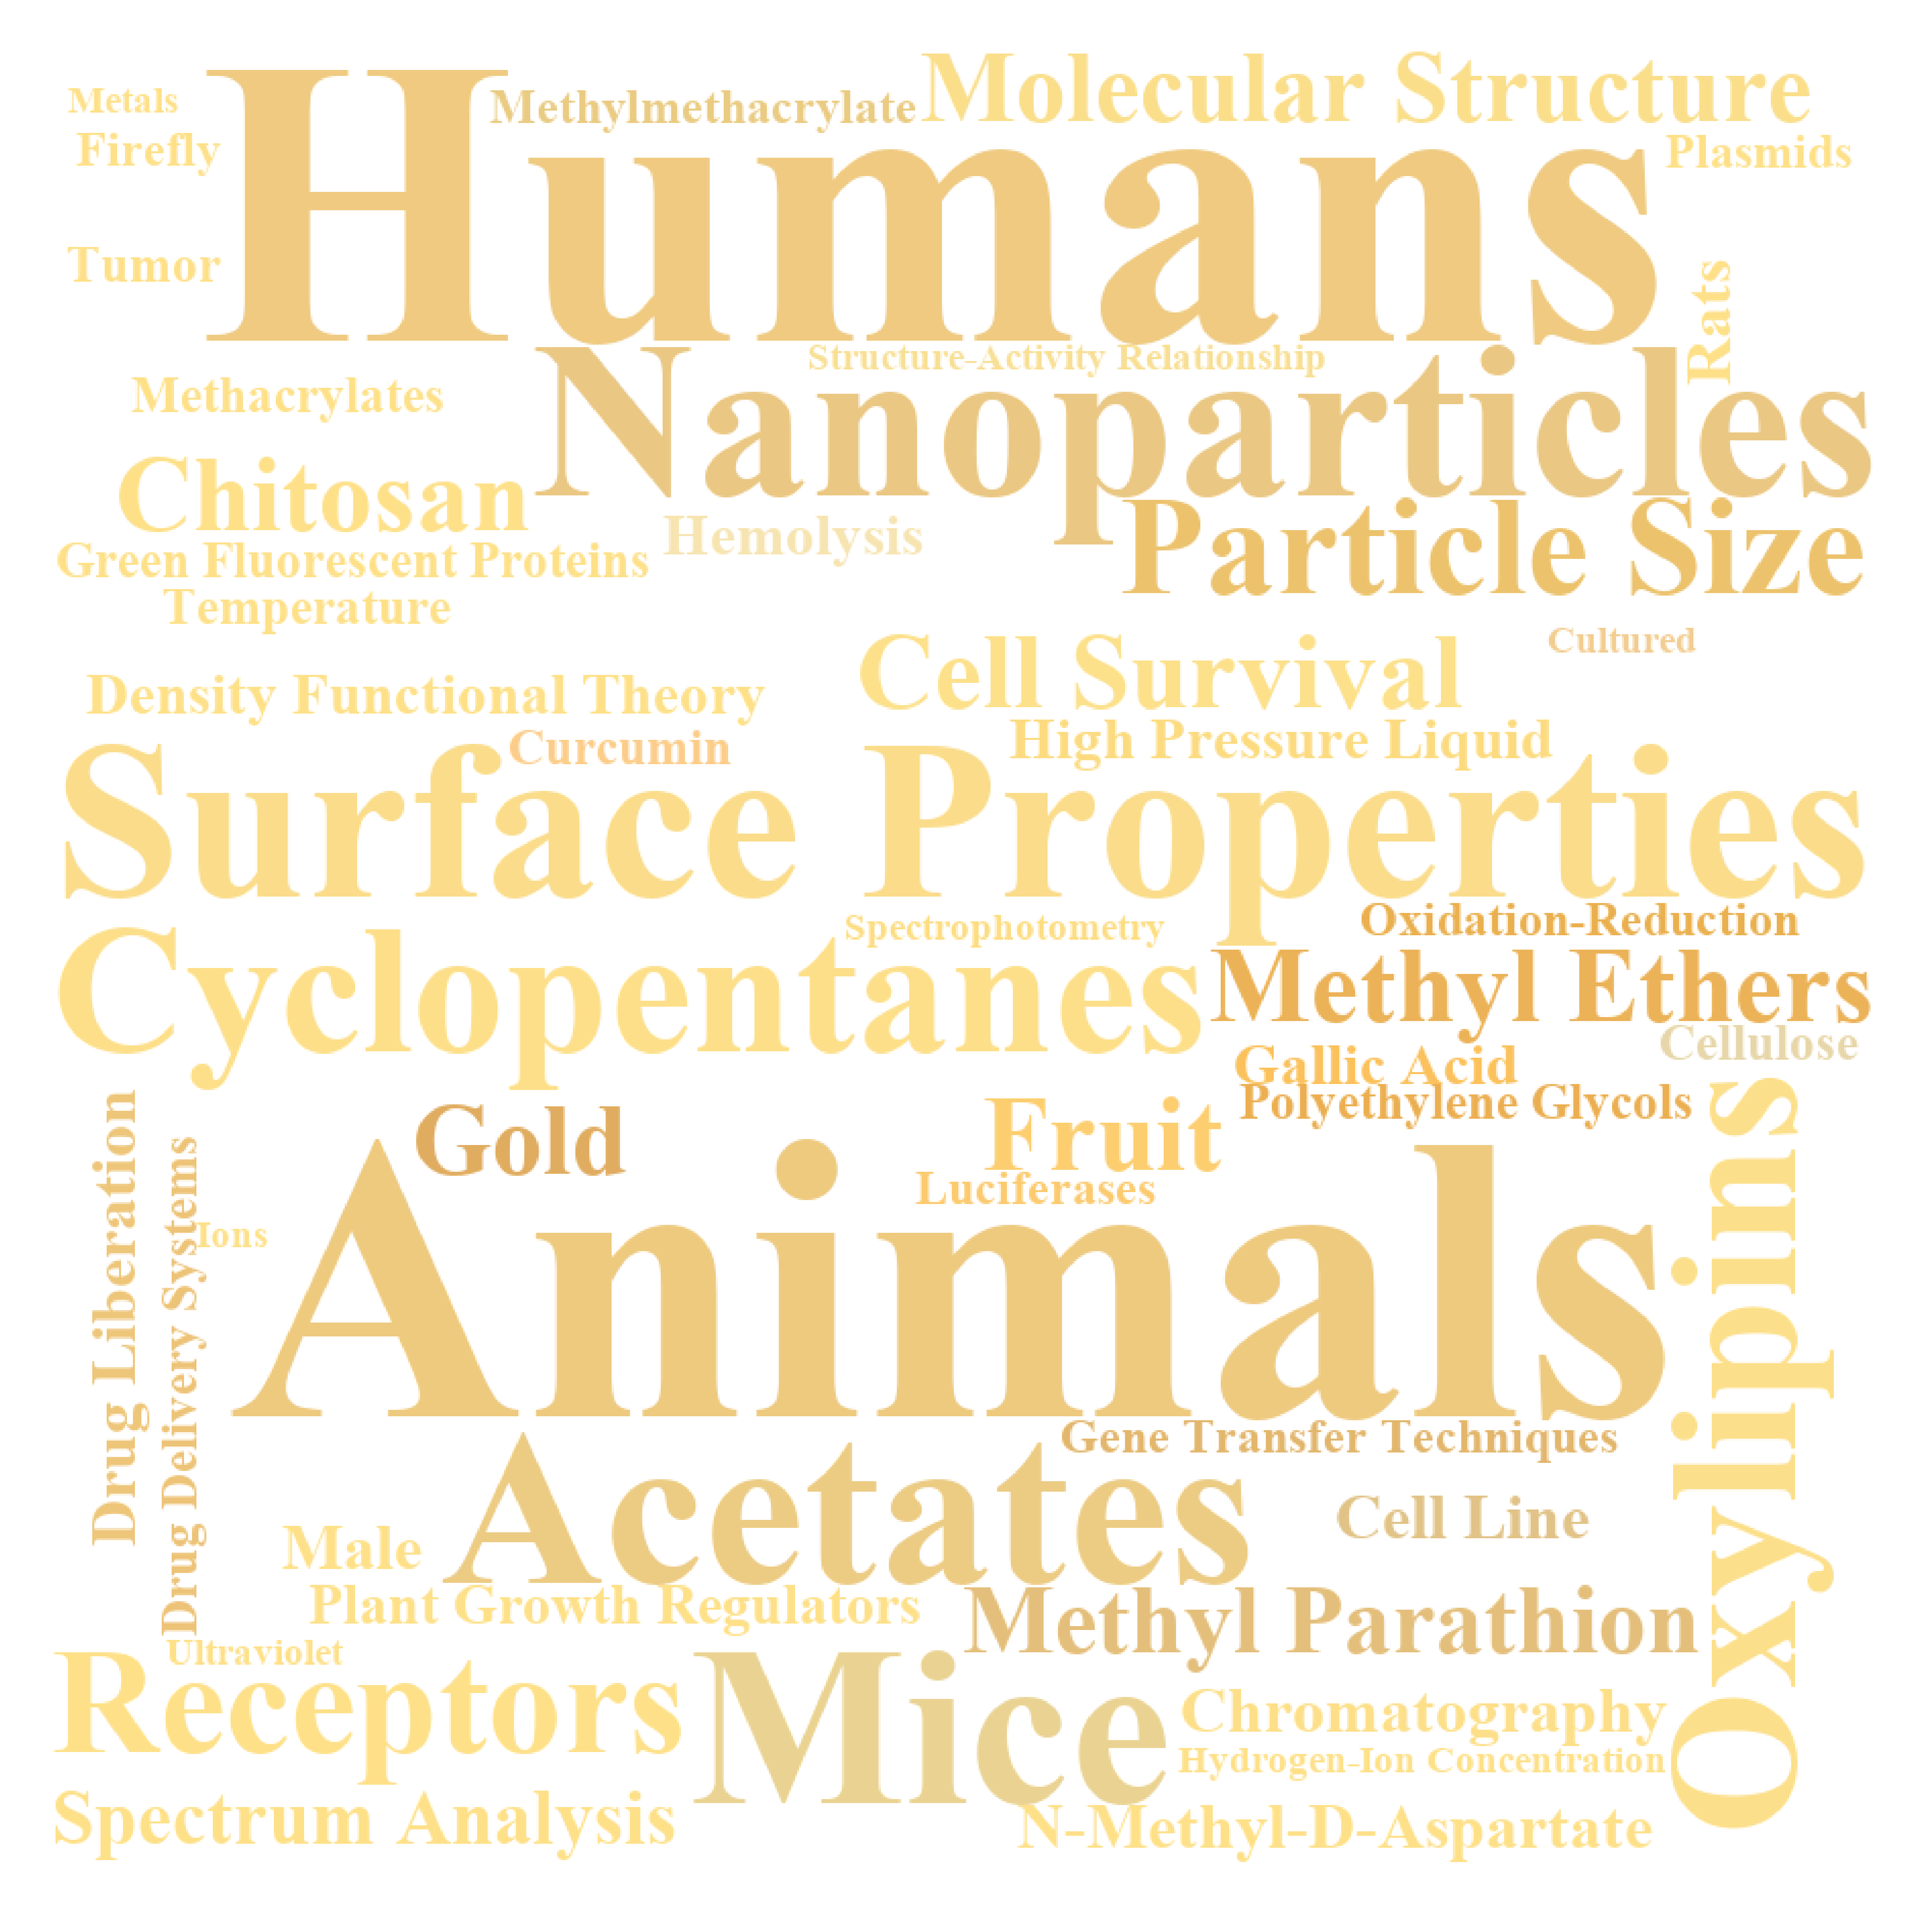 Metals
Methylmethacrylate
Molecular Structure
Firefly
Humans
Plasmids
Tumor
Rats
Structure-Activity Relationship
Methacrylates
Nanoparticles
Chitosan
Hemolysis
Particle Size
Green Fluorescent Proteins
Temperature
Cultured
Cell Survival
Density Functional Theory
High Pressure Liquid
Curcumin
Surface Properties
Spectrophotometry
Oxidation-Reduction
Cyclopentanes
Methyl Ethers
Cellulose
Gallic Acid
Polyethylene Glycols
Gold
Fruit
Luciferases
Drug Liberation
Drug Delivery Systems
Ions
Animals
Oxylipins
Gene Transfer Techniques
Acetates
Cell Line
Male
Plant Growth Regulators
Methyl Parathion
Ultraviolet
Receptors
Mice
Chromatography
Hydrogen-Ion Concentration
Spectrum Analysis
N-Methyl-D-Aspartate